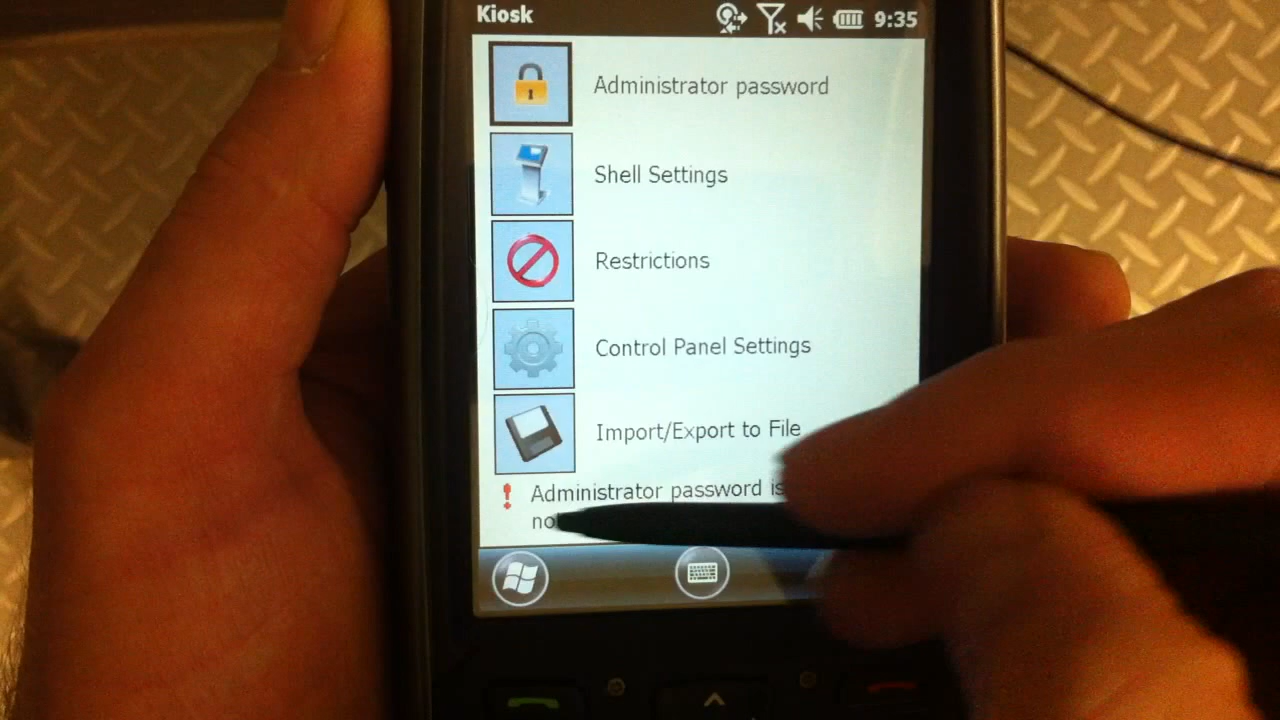 Kiosk 9:35
Administrator password
Shell Settings
Restrictions
Control Panel Settings
Import/Export to File
! Administrator password is